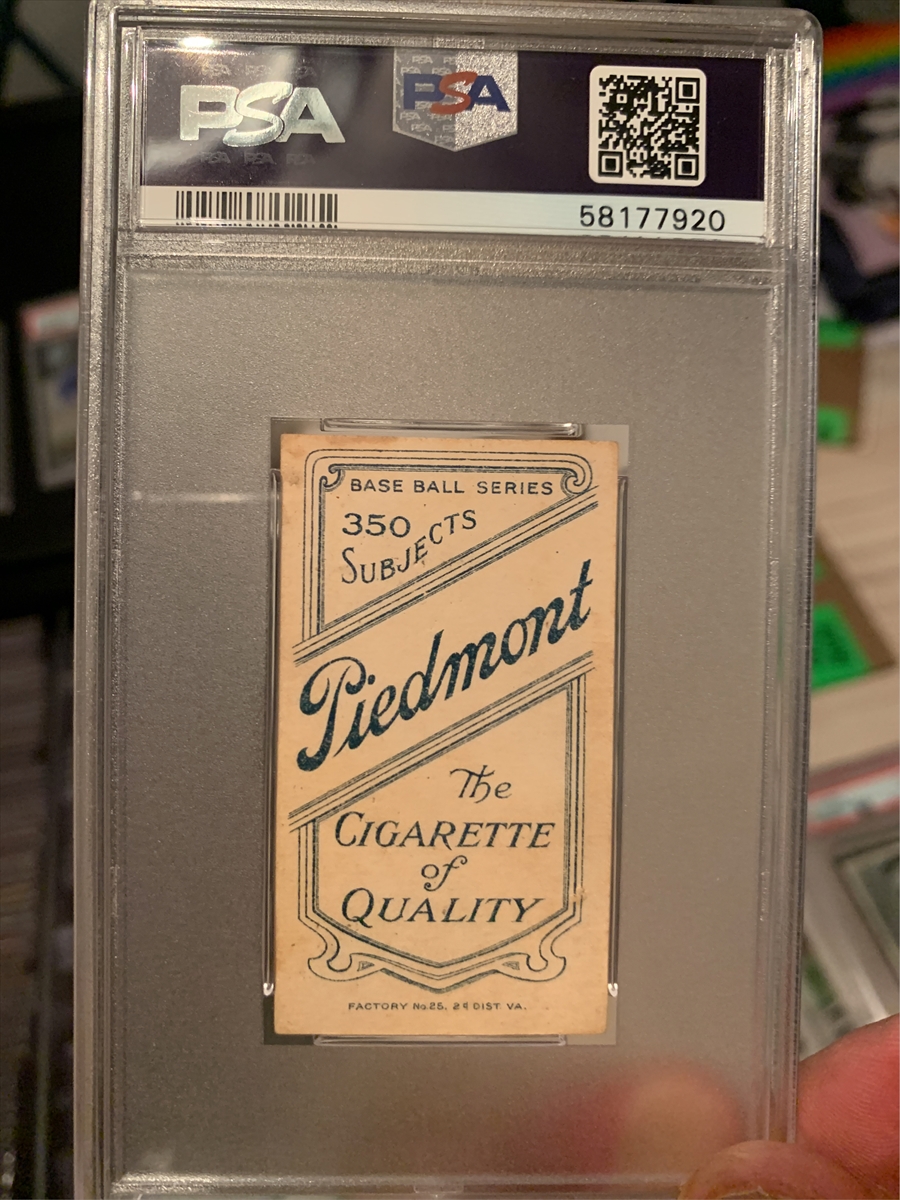 PSA
PSA
58177920
BASE BALL SERIES
350
SUBJECTS
Piedmont
The
CIGARETTE
of
QUALITY
FACTORY No. 25, 2d DIST. VA.